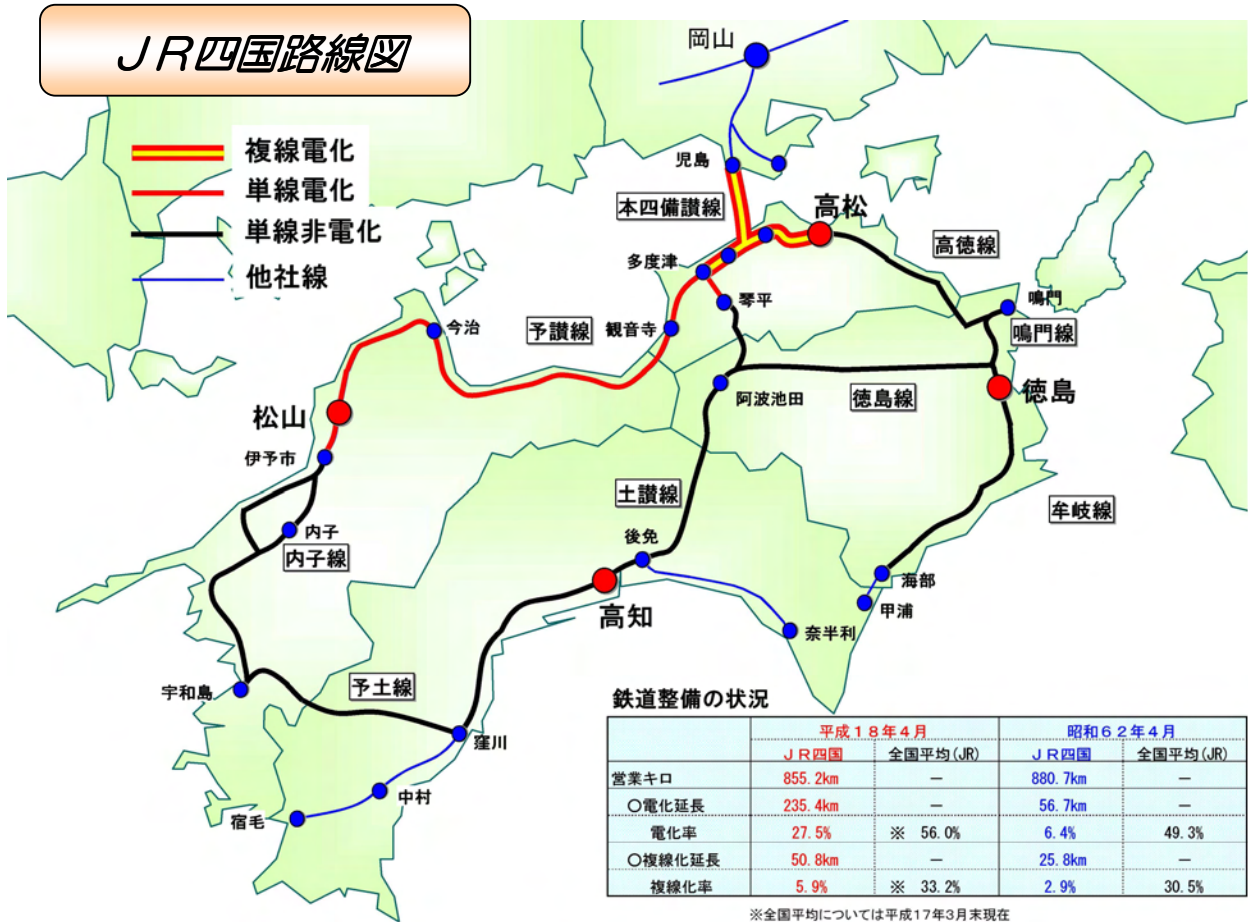 JR四国路線図
複線電化
単線電化
単線非電化
他社線
岡山
児島
本四備讃線
高松
高徳線
多度津
琴平
鳴門
鳴門線
今治
予讃線
観音寺
阿波池田
徳島線
徳島
松山
伊予市
土讃線
牟岐線
内子
内子線
後免
海部
高知
甲浦
奈半利
宇和島
予土線
窪川
中村
宿毛
鉄道整備の状況
平成18年4月 昭和62年4月
JR四国 全国平均(JR) JR四国 全国平均(JR)
営業キロ 855.2km － 880.7km －
○電化延長 235.4km － 56.7km －
電化率 27.5% ※ 56.0% 6.4% 49.3%
○複線化延長 50.8km － 25.8km －
複線化率 5.9% ※ 33.2% 2.9% 30.5%
※全国平均については平成17年3月末現在